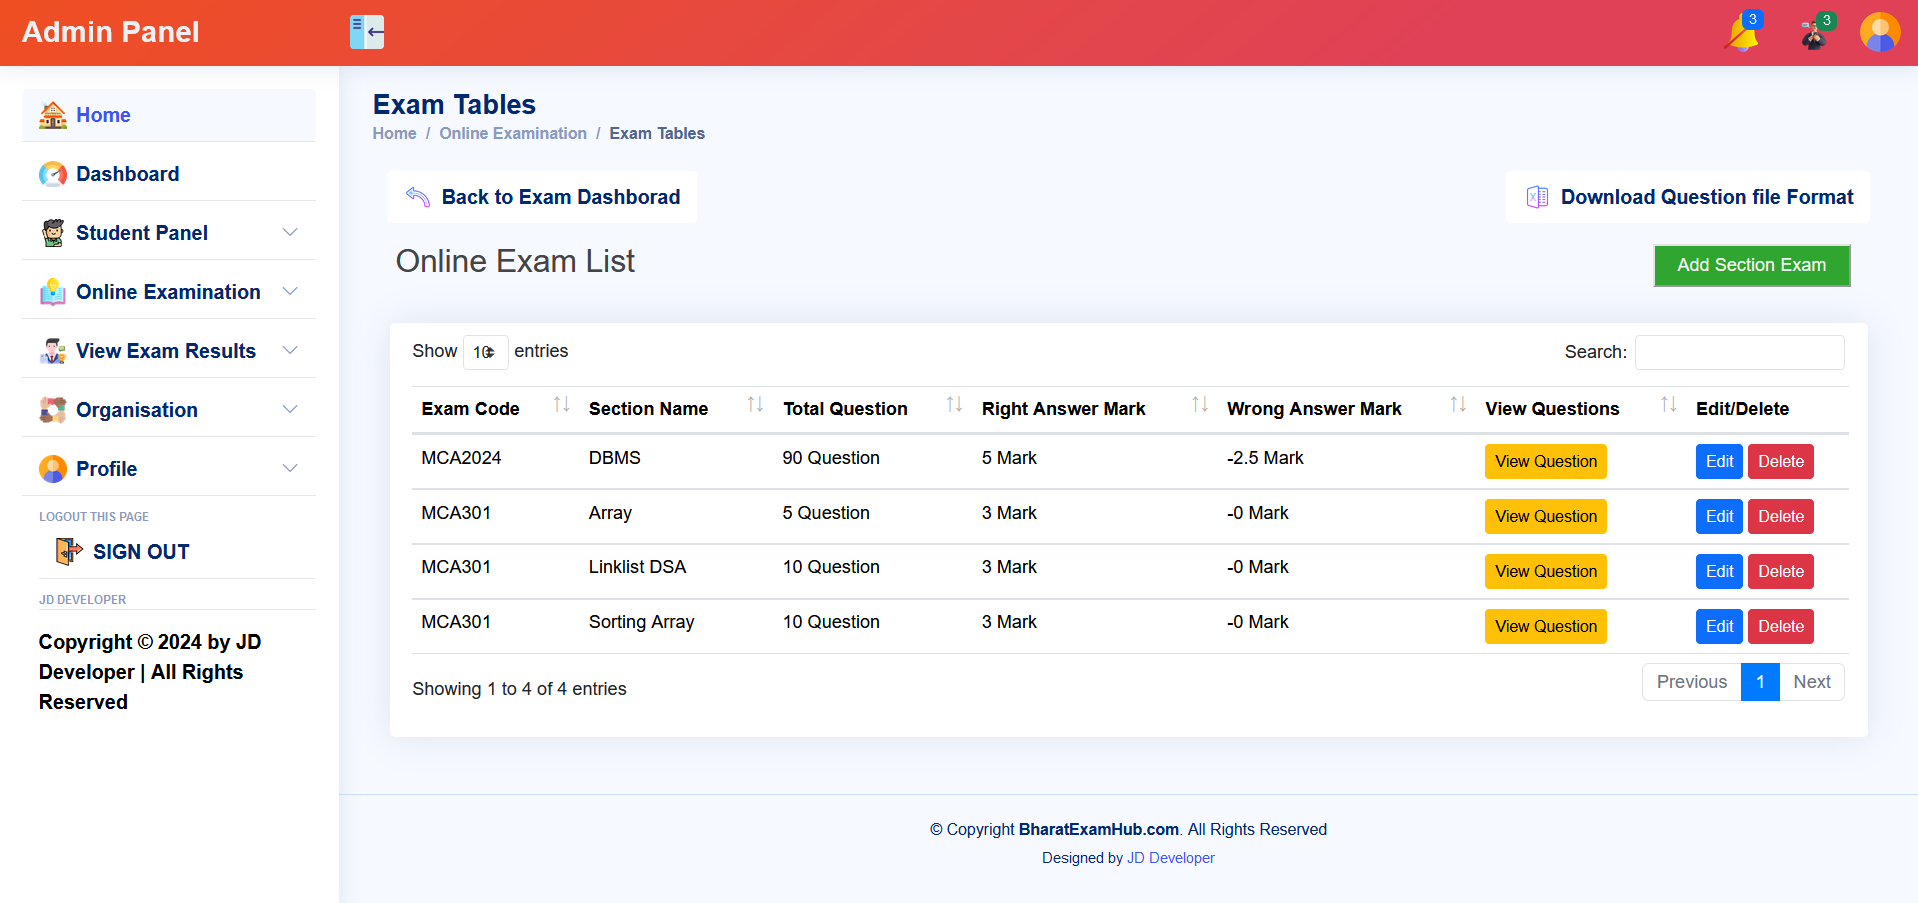 Admin Panel
3
3
Home
Dashboard
Student Panel
Online Examination
View Exam Results
Organisation
Profile
LOGOUT THIS PAGE
SIGN OUT
JD DEVELOPER
Copyright © 2024 by JD
Developer | All Rights
Reserved
Exam Tables
Home / Online Examination / Exam Tables
Back to Exam Dashborad
Download Question file Format
Online Exam List
Add Section Exam
Show 10 entries
Search:
Exam Code Section Name Total Question Right Answer Mark Wrong Answer Mark View Questions Edit/Delete
MCA2024 DBMS 90 Question 5 Mark -2.5 Mark View Question Edit Delete
MCA301 Array 5 Question 3 Mark -0 Mark View Question Edit Delete
MCA301 Linklist DSA 10 Question 3 Mark -0 Mark View Question Edit Delete
MCA301 Sorting Array 10 Question 3 Mark -0 Mark View Question Edit Delete
Showing 1 to 4 of 4 entries
Previous 1 Next
© Copyright BharatExamHub.com. All Rights Reserved
Designed by JD Developer